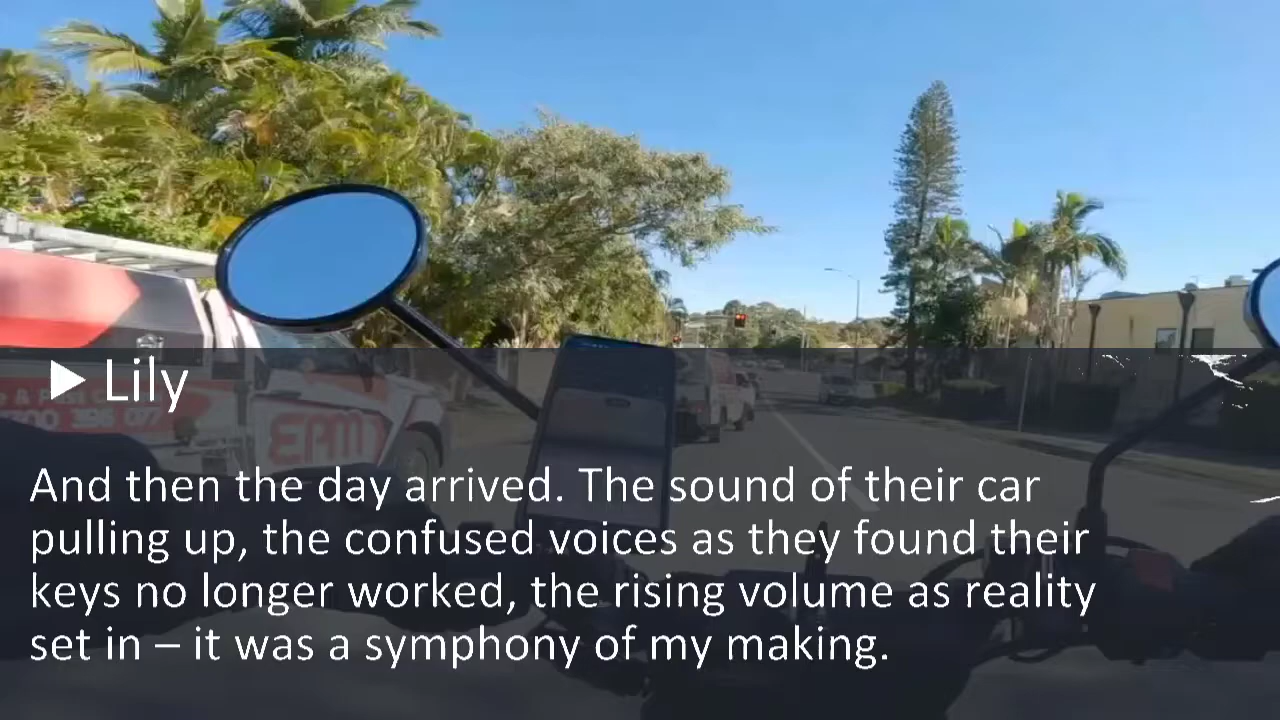 Lily
And then the day arrived. The sound of their car
pulling up, the confused voices as they found their
keys no longer worked, the rising volume as reality
set in – it was a symphony of my making.
EPM